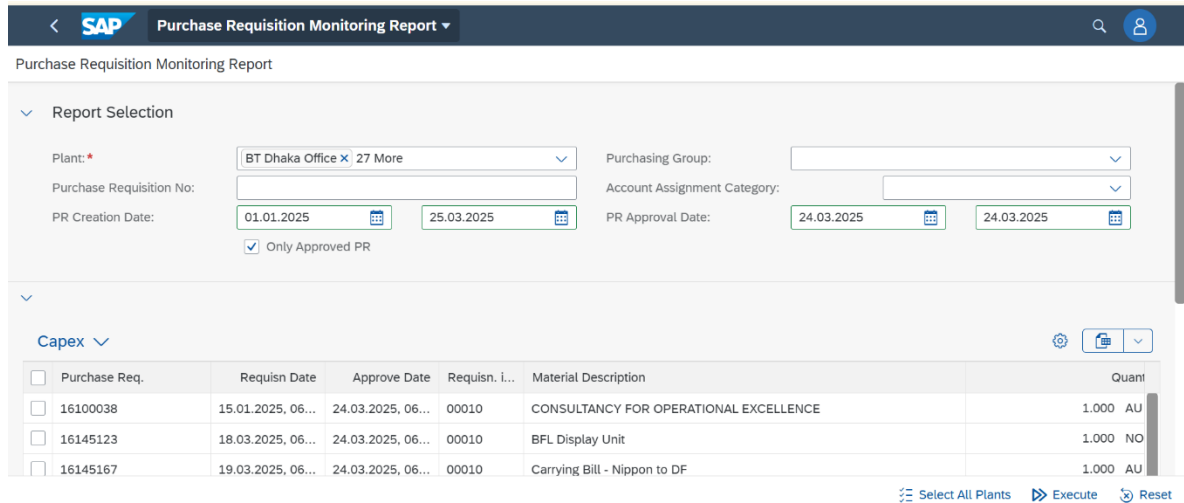 SAP Purchase Requisition Monitoring Report
Purchase Requisition Monitoring Report
Report Selection
Plant:* BT Dhaka Office 27 More Purchasing Group:
Purchase Requisition No: Account Assignment Category:
PR Creation Date: 01.01.2025 25.03.2025 PR Approval Date: 24.03.2025 24.03.2025
Only Approved PR
Capex
Purchase Req. Requisn Date Approve Date Requisn. i... Material Description Quant
16100038 15.01.2025, 06... 24.03.2025, 06... 00010 CONSULTANCY FOR OPERATIONAL EXCELLENCE 1.000 AU
16145123 18.03.2025, 06... 24.03.2025, 06... 00010 BFL Display Unit 1.000 NO
16145167 19.03.2025, 06... 24.03.2025, 06... 00010 Carrying Bill - Nippon to DF 1.000 AU
Select All Plants Execute Reset